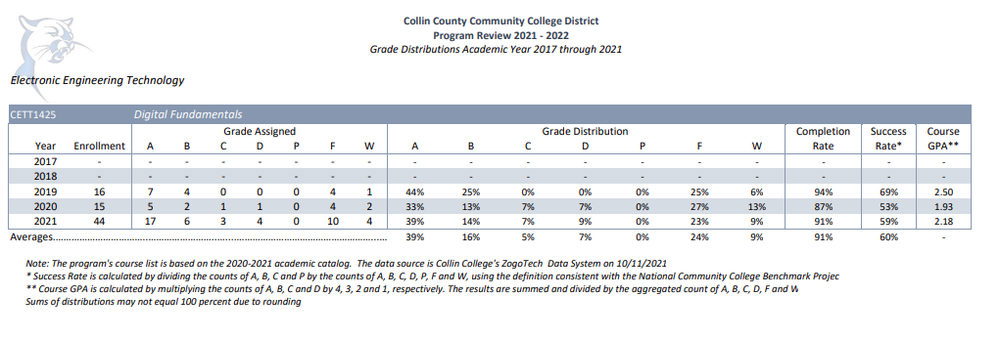 Collin County Community College District
Program Review 2021 - 2022
Grade Distributions Academic Year 2017 through 2021
Electronic Engineering Technology
CETT1425 Digital Fundamentals
Grade Assigned Grade Distribution Completion Success Course
Year Enrollment A B C D P F W A B C D P F W Rate Rate* GPA**
2017 - - - - - - - - - - - - - - - - - -
2018 - - - - - - - - - - - - - - - - - -
2019 16 7 4 0 0 0 4 1 44% 25% 0% 0% 0% 25% 6% 94% 69% 2.50
2020 15 5 2 1 1 0 4 2 33% 13% 7% 7% 0% 27% 13% 87% 53% 1.93
2021 44 17 6 3 4 0 10 4 39% 14% 7% 9% 0% 23% 9% 91% 59% 2.18
Averages........................................................................................................... 39% 16% 5% 7% 0% 24% 9% 91% 60% -
Note: The program's course list is based on the 2020-2021 academic catalog. The data source is Collin College's ZogoTech Data System on 10/11/2021
* Success Rate is calculated by dividing the counts of A, B, C and P by the counts of A, B, C, D, P, F and W, using the definition consistent with the National Community College Benchmark Projec
** Course GPA is calculated by multiplying the counts of A, B, C and D by 4, 3, 2 and 1, respectively. The results are summed and divided by the aggregated count of A, B, C, D, F and W
Sums of distributions may not equal 100 percent due to rounding